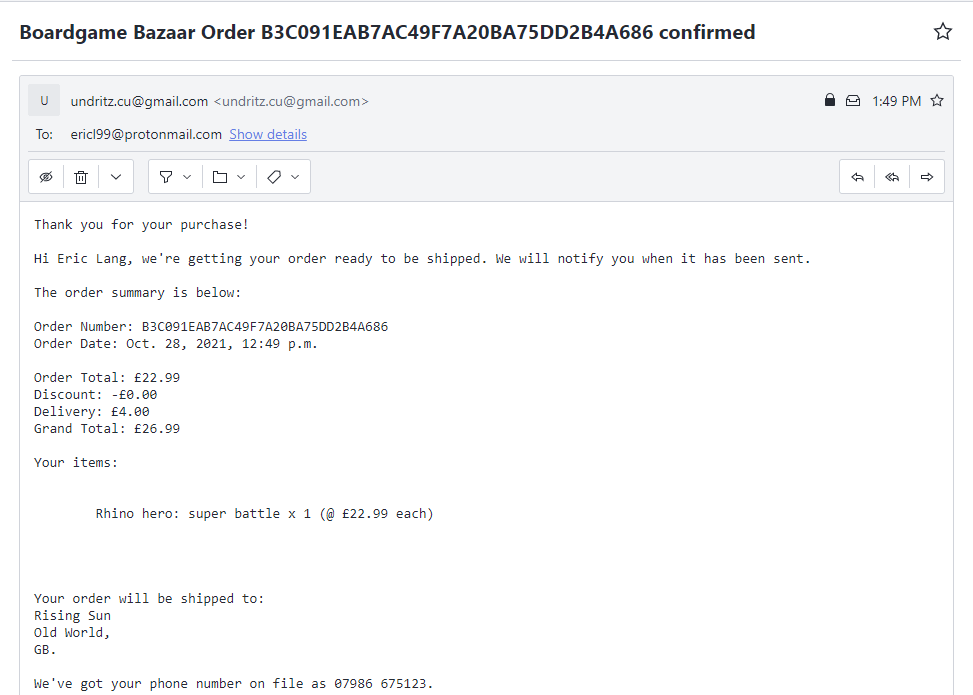 Boardgame Bazaar Order B3C091EAB7AC49F7A20BA75DD2B4A686 confirmed
U
undritz.cu@gmail.com <undritz.cu@gmail.com>
1:49 PM
To: ericl99@protonmail.com Show details
Thank you for your purchase!
Hi Eric Lang, we're getting your order ready to be shipped. We will notify you when it has been sent.
The order summary is below:
Order Number: B3C091EAB7AC49F7A20BA75DD2B4A686
Order Date: Oct. 28, 2021, 12:49 p.m.
Order Total: £22.99
Discount: -£0.00
Delivery: £4.00
Grand Total: £26.99
Your items:
Rhino hero: super battle x 1 (@ £22.99 each)
Your order will be shipped to:
Rising Sun
Old World,
GB.
We've got your phone number on file as 07986 675123.